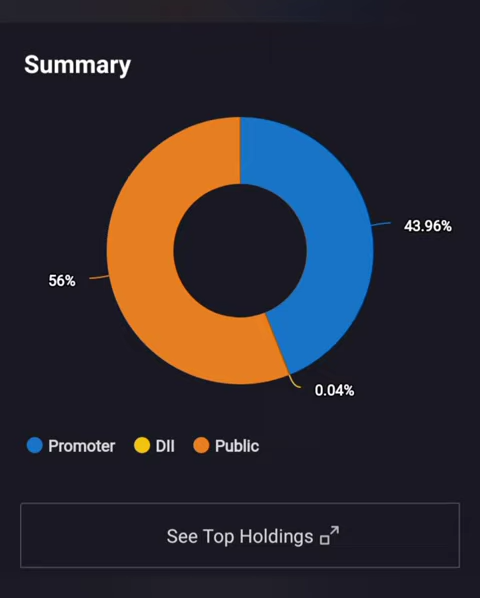 Summary
43.96%
56%
0.04%
Promoter DII Public
See Top Holdings